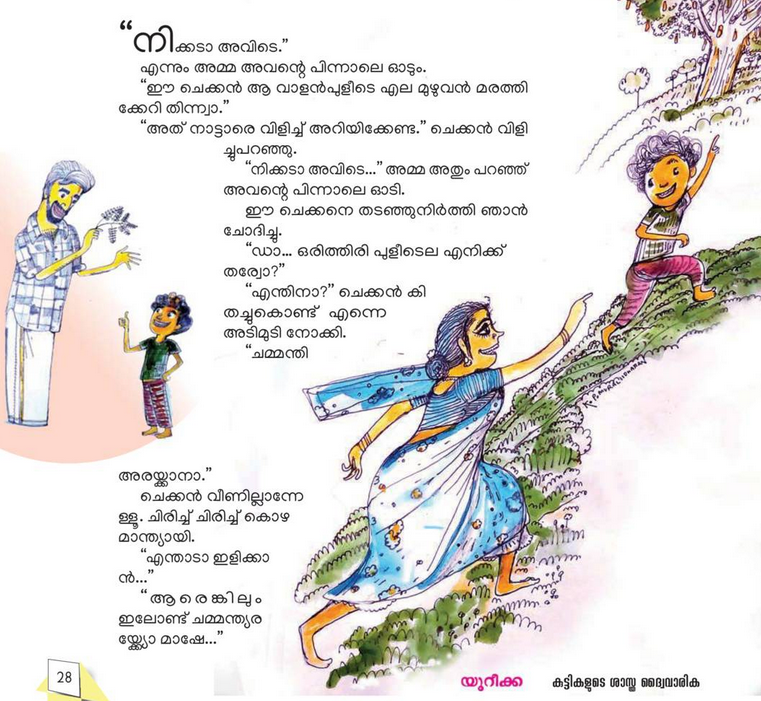 “നിക്കടാ അവിടെ.”
എന്നും അമ്മ അവന്റെ പിന്നാലെ ഓടും.
“ഈ ചെക്കൻ ആ വാളൻപുളീടെ എല മുഴുവൻ മരത്തി
ക്കേറി തിന്ന്വാ.”
“അത് നാട്ടാരെ വിളിച്ച് അറിയിക്കേണ്ട.” ചെക്കൻ വിളി
ച്ചുപറഞ്ഞു.
“നിക്കടാ അവിടെ...” അമ്മ അതും പറഞ്ഞ്
അവന്റെ പിന്നാലെ ഓടി.
ഈ ചെക്കനെ തടഞ്ഞുനിർത്തി ഞാൻ
ചോദിച്ചു.
“ഡാ... ഒരിത്തിരി പുളീടെല എനിക്ക്
തര്വോ?”
“എന്തിനാ?” ചെക്കൻ കി
തച്ചുകൊണ്ട് എന്നെ
അടിമുടി നോക്കി.
“ചമ്മന്തി
അരയ്ക്കാനാ.”
ചെക്കൻ വീണില്ലാന്നേ
ള്ളൂ. ചിരിച്ച് ചിരിച്ച് കൊഴ
മാന്ത്യായി.
“എന്താടാ ഇളിക്കാ
ൻ...”
“ആരെങ്കിലും
ഇലോണ്ട് ചമ്മന്ത്യര
യ്ക്ക്യോ മാഷേ...”
28
യുറീക്ക കുട്ടികളുടെ ശാസ്ത്ര ദ്വൈവാരിക